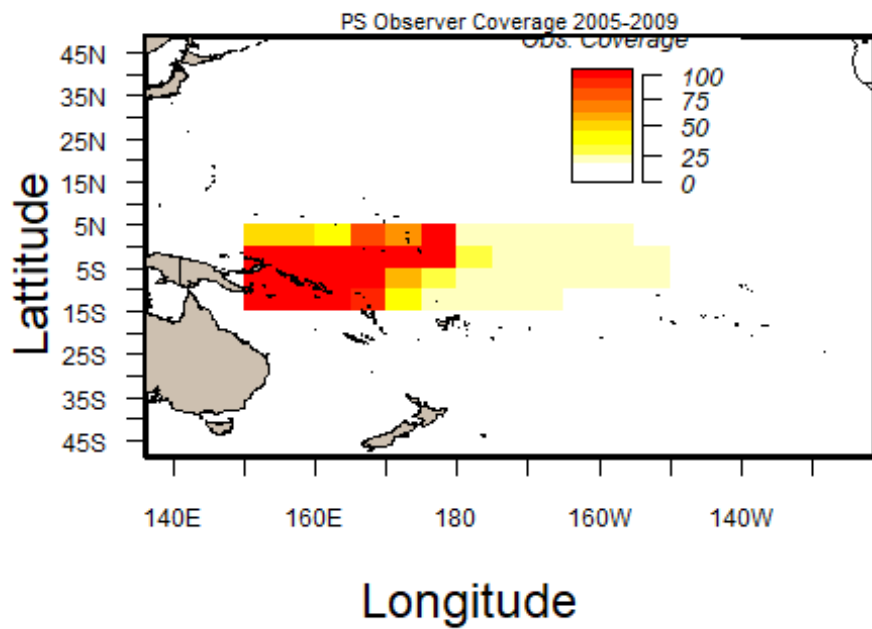 PS Observer Coverage 2005-2009
Obs. Coverage
100
75
50
25
0
45N
35N
25N
15N
5N
5S
15S
25S
35S
45S
Lattitude
140E 160E 180 160W 140W
Longitude